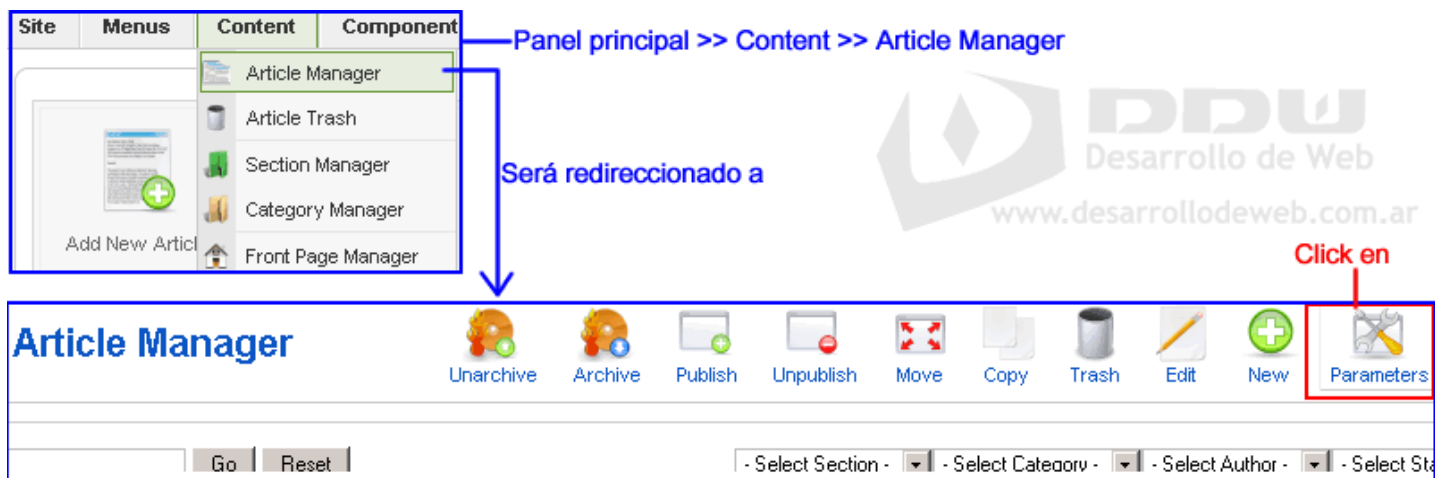 Site Menus Content Component
Panel principal >> Content >> Article Manager
Article Manager
Article Trash
Section Manager
Category Manager
Front Page Manager
Add New Articl
Será redireccionado a
DDW
Desarrollo de Web
www.desarrollodeweb.com.ar
Click en
Article Manager
Unarchive Archive Publish Unpublish Move Copy Trash Edit New Parameters
Go Reset - Select Section - - Select Category - - Select Author - - Select Sta